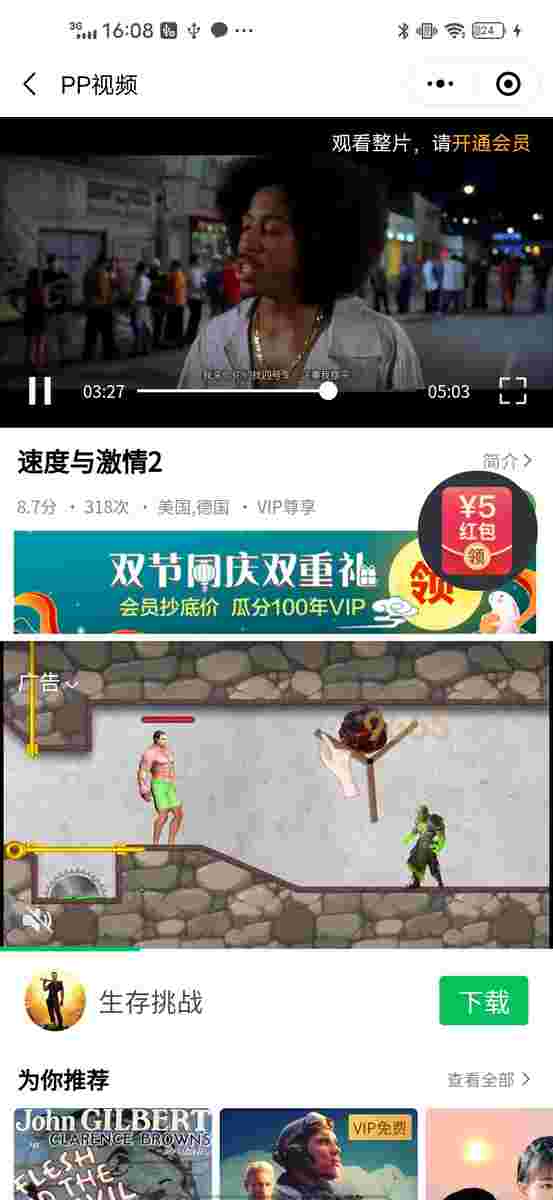 3G 16:08 24
PP视频
观看整片，请开通会员
03:27
05:03
速度与激情2
简介
8.7分 · 318次 · 美国,德国 · VIP尊享
¥5
红包
领
双节同庆双重礼
会员抄底价 瓜分100年VIP
领
广告
生存挑战
下载
为你推荐
查看全部
John GILBERT
CLARENCE BROWN'S
FLESH
VIP免费